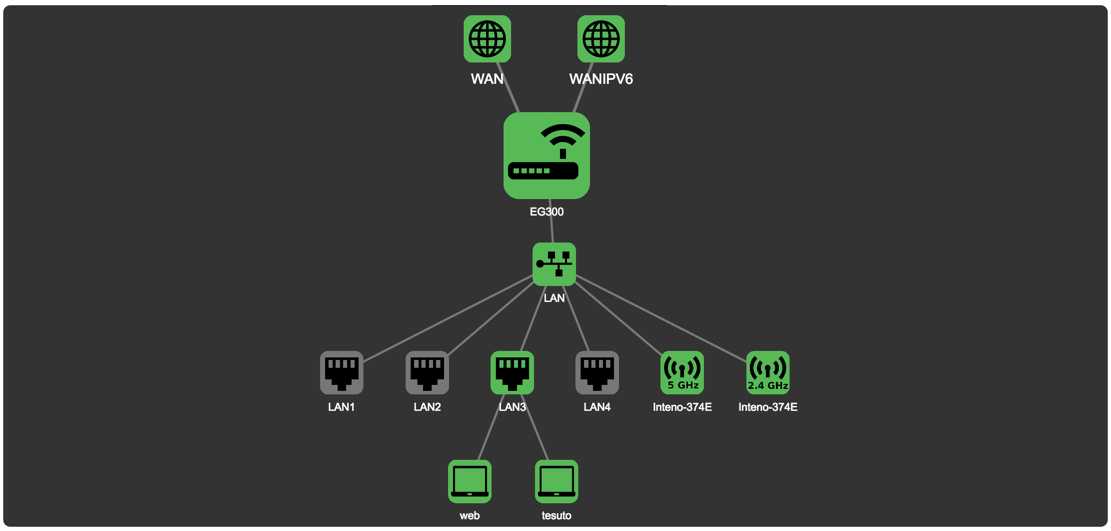 WAN
WANIPV6
EG300
LAN
5 GHz
2.4 GHz
LAN1
LAN2
LAN3
LAN4
Inteno-374E
Inteno-374E
web
tesuto